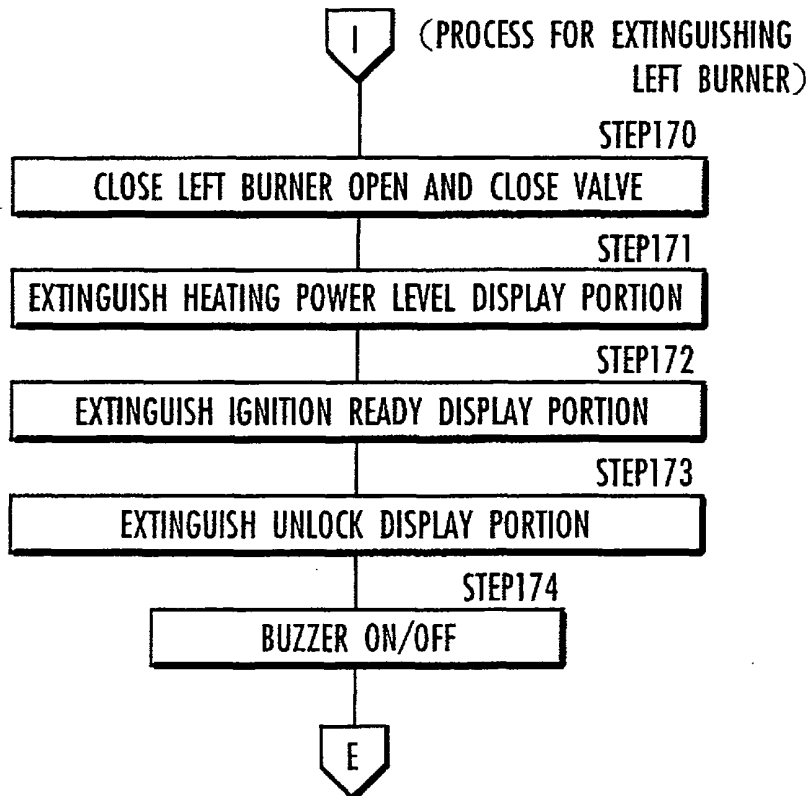 I
(PROCESS FOR EXTINGUISHING
LEFT BURNER)
STEP170
CLOSE LEFT BURNER OPEN AND CLOSE VALVE
STEP171
EXTINGUISH HEATING POWER LEVEL DISPLAY PORTION
STEP172
EXTINGUISH IGNITION READY DISPLAY PORTION
STEP173
EXTINGUISH UNLOCK DISPLAY PORTION
STEP174
BUZZER ON/OFF
E